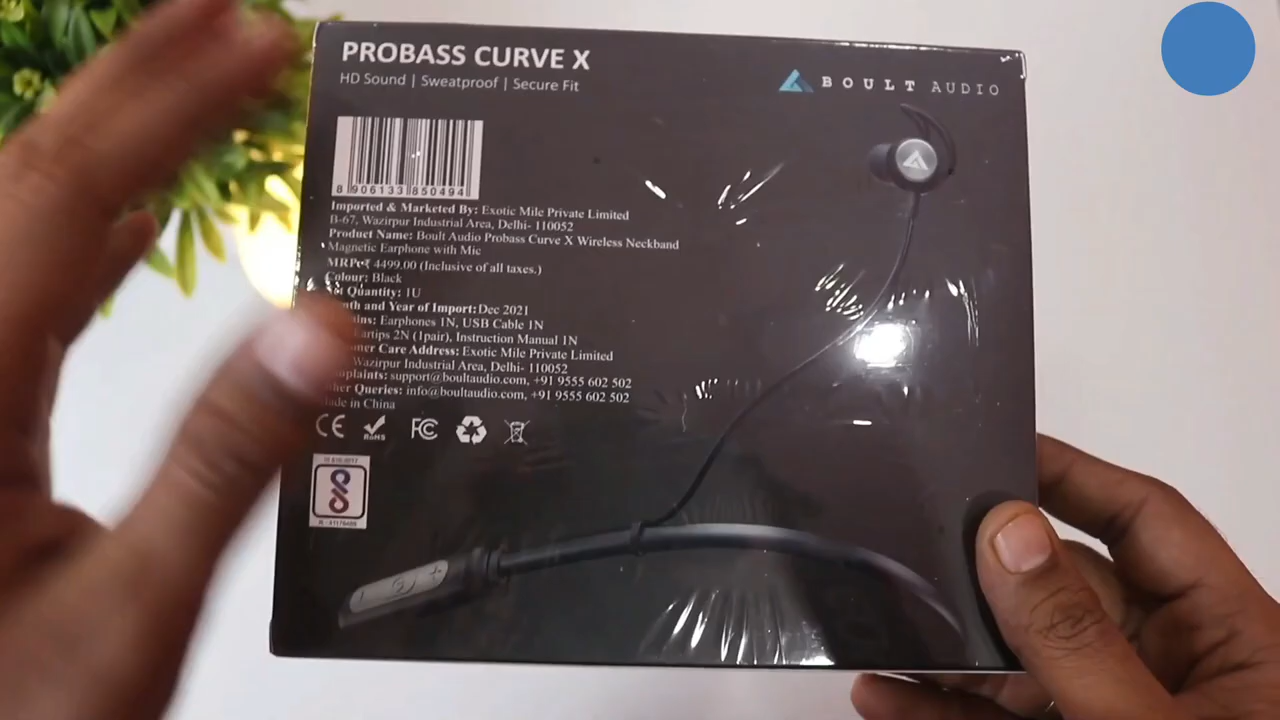 PROBASS CURVE X
HD Sound | Sweatproof | Secure Fit
BOULT AUDIO
8 906133 850494
Imported & Marketed By: Exotic Mile Private Limited
B-67, Wazirpur Industrial Area, Delhi- 110052
Product Name: Boult Audio Probass Curve X Wireless Neckband
Magnetic Earphone with Mic
MRP: ₹ 4499.00 (Inclusive of all taxes.)
Colour: Black
Quantity: 1U
and Year of Import: Dec 2021
Earphones 1N, USB Cable 1N
2N (1pair), Instruction Manual 1N
Care Address: Exotic Mile Private Limited
Wazirpur Industrial Area, Delhi- 110052
support@boultaudio.com, +91 9555 602 502
Queries: info@boultaudio.com, +91 9555 602 502
in China
CE RoHS FC